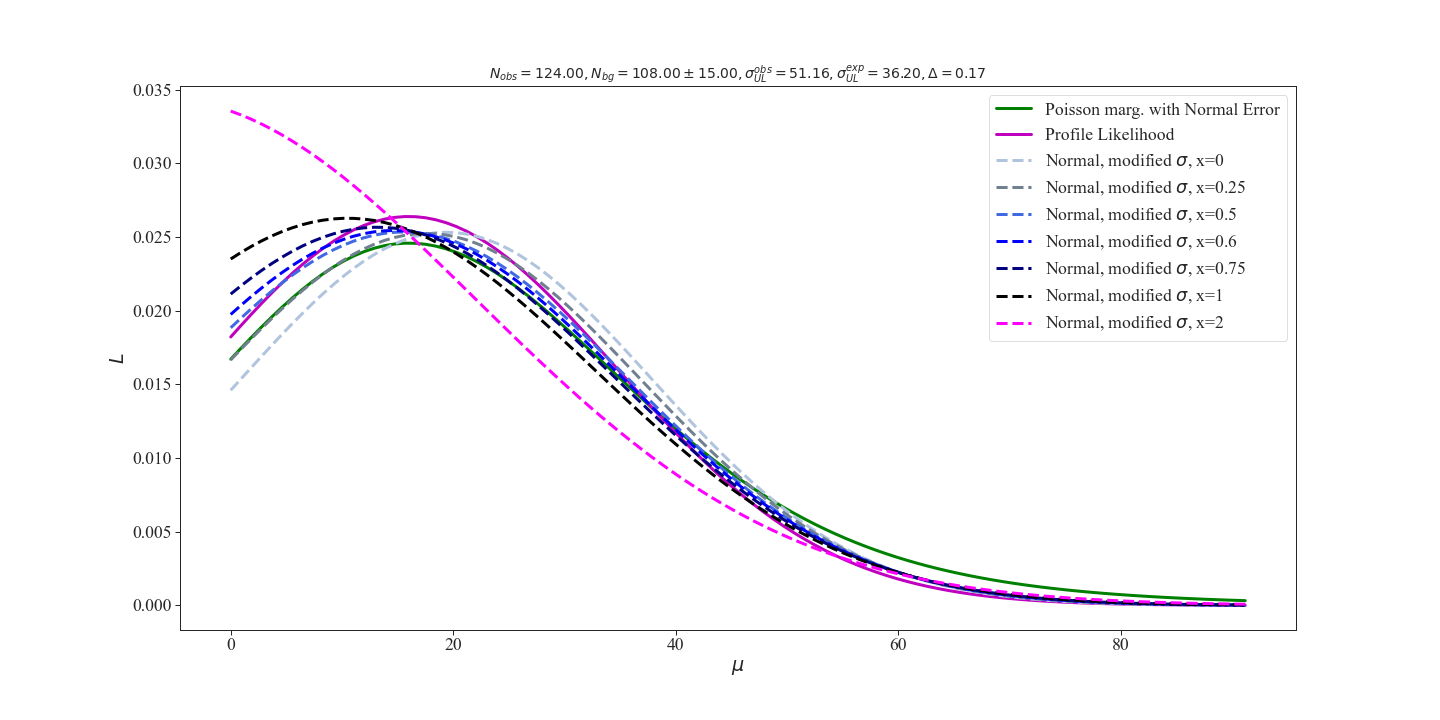 N_obs = 124.00, N_bg = 108.00 ± 15.00, σ_UL^obs = 51.16, σ_UL^exp = 36.20, Δ = 0.17
0.035
0.030
0.025
0.020
0.015
0.010
0.005
0.000
L
0 20 40 60 80
μ
Poisson marg. with Normal Error
Profile Likelihood
Normal, modified σ, x=0
Normal, modified σ, x=0.25
Normal, modified σ, x=0.5
Normal, modified σ, x=0.6
Normal, modified σ, x=0.75
Normal, modified σ, x=1
Normal, modified σ, x=2